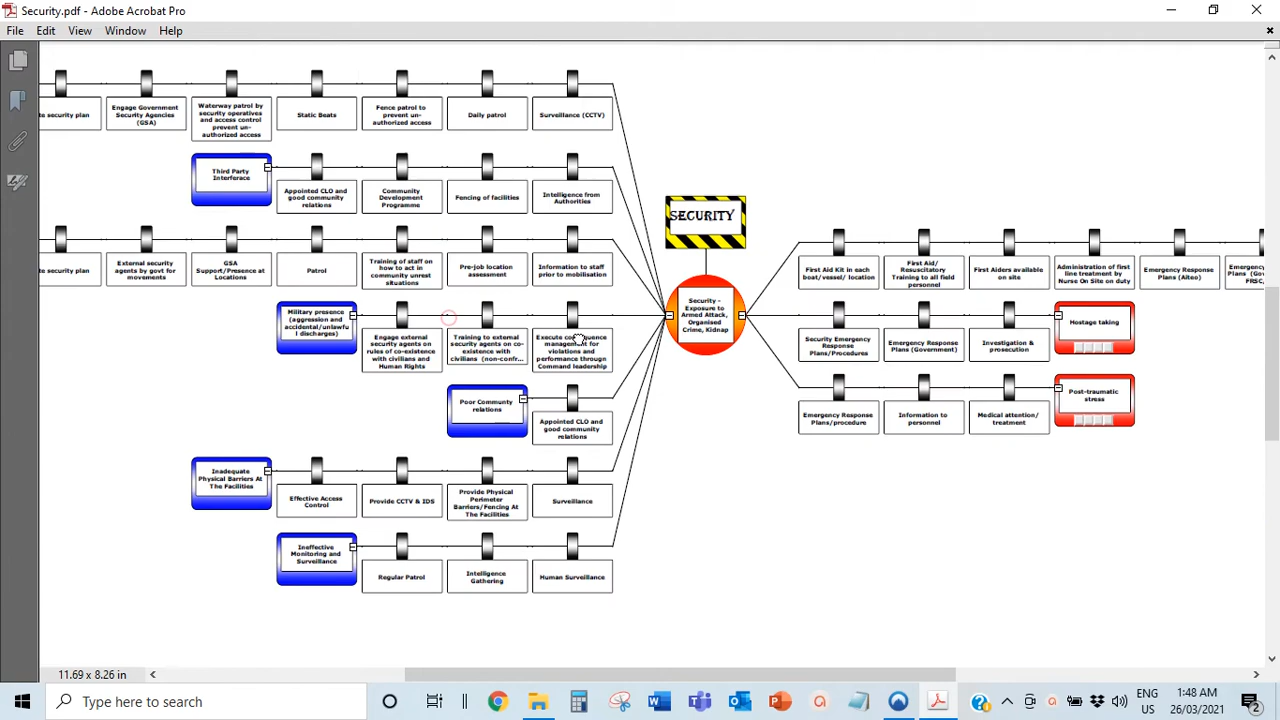 Security.pdf - Adobe Acrobat Pro
File Edit View Window Help
te security plan
Engage Government
Security Agencies
(GSA)
Waterway patrol by
security operatives
and access control
prevent un-
authorized access
Static Beats
Fence patrol to
prevent un-
authorized access
Daily patrol
Surveillance (CCTV)
Third Party
Interferace
Appointed CLO and
good community
relations
Community
Development
Programme
Fencing of facilities
Intelligence from
Authorities
te security plan
External security
agents by govt for
movements
GSA
Support/Presence at
Locations
Patrol
Training of staff on
how to act in
community unrest
situations
Pre-job location
assessment
Information to staff
prior to mobilisation
Military presence
(aggression and
accidental/unlawfu
l discharges)
Engage external
security agents on
rules of co-existence
with civilians and
Human Rights
Training to external
security agents on co-
existence with
civilians (non-confr...
Execute consequence
management for
violations and
performance through
Command leadership
Poor Communty
relations
Appointed CLO and
good community
relations
Inadequate
Physical Barriers At
The Facilities
Effective Access
Control
Provide CCTV & IDS
Provide Physical
Perimeter
Barriers/Fencing At
The Facilities
Surveillance
Ineffective
Monitoring and
Surveillance
Regular Patrol
Intelligence
Gathering
Human Surveillance
SECURITY
Security -
Exposure to
Armed Attack,
Organised
Crime, Kidnap
First Aid Kit in each
boat/vessel/ location
First Aid/
Resuscitatory
Training to all field
personnel
First Aiders available
on site
Administration of first
line treatment by
Nurse On Site on duty
Emergency Response
Plans (Aiteo)
Emergency
Plans (Gov
FRSC,
Security Emergency
Response
Plans/Procedures
Emergency Response
Plans (Government)
Investigation &
prosecution
Hostage taking
Emergency Response
Plans/procedure
Information to
personnel
Medical attention/
treatment
Post-traumatic
stress
11.69 x 8.26 in
Type here to search
ENG
US
1:48 AM
26/03/2021
2